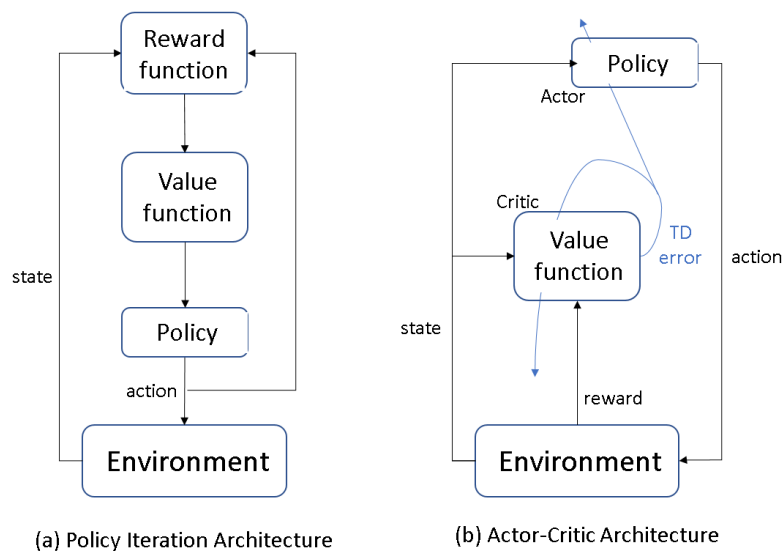 Reward
function
Value
function
state
Policy
action
Environment
(a) Policy Iteration Architecture
Policy
Actor
Critic
Value
function
TD
error
action
state
reward
Environment
(b) Actor-Critic Architecture